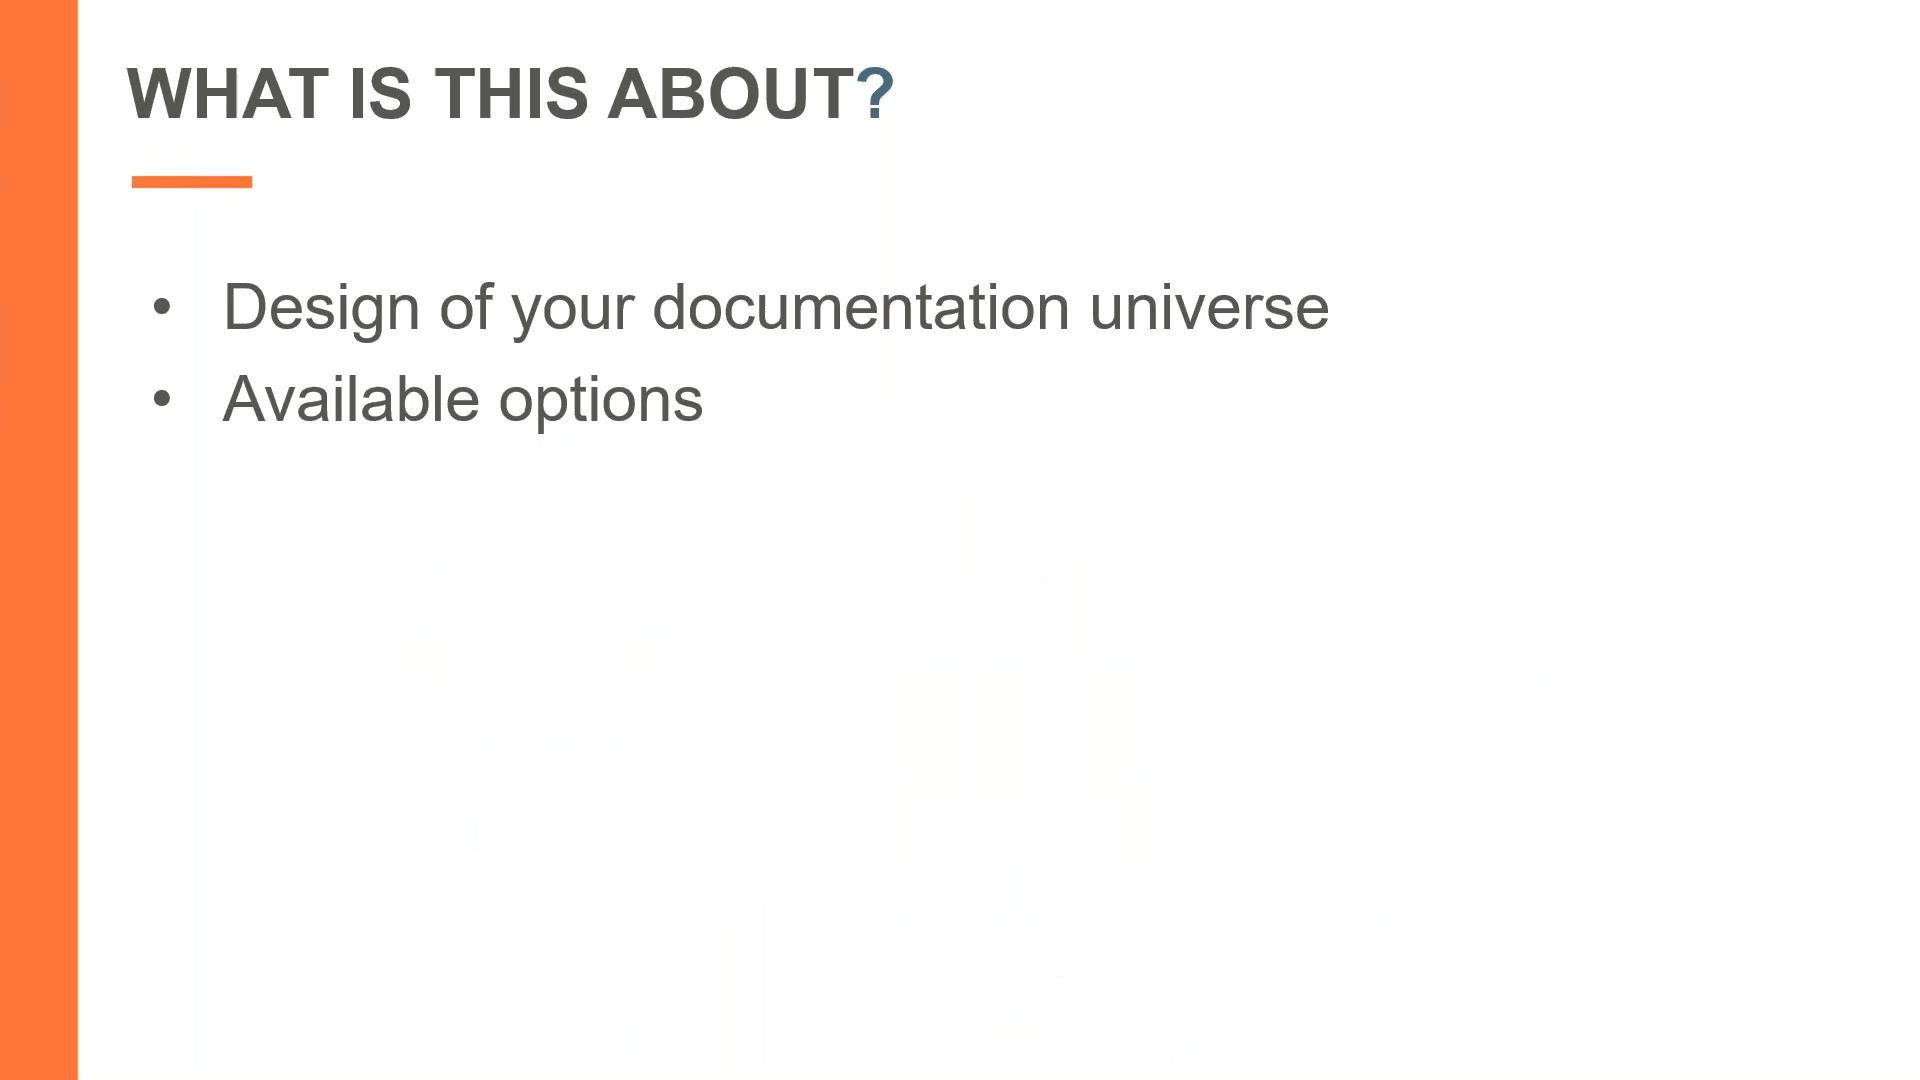 WHAT IS THIS ABOUT?
• Design of your documentation universe
• Available options